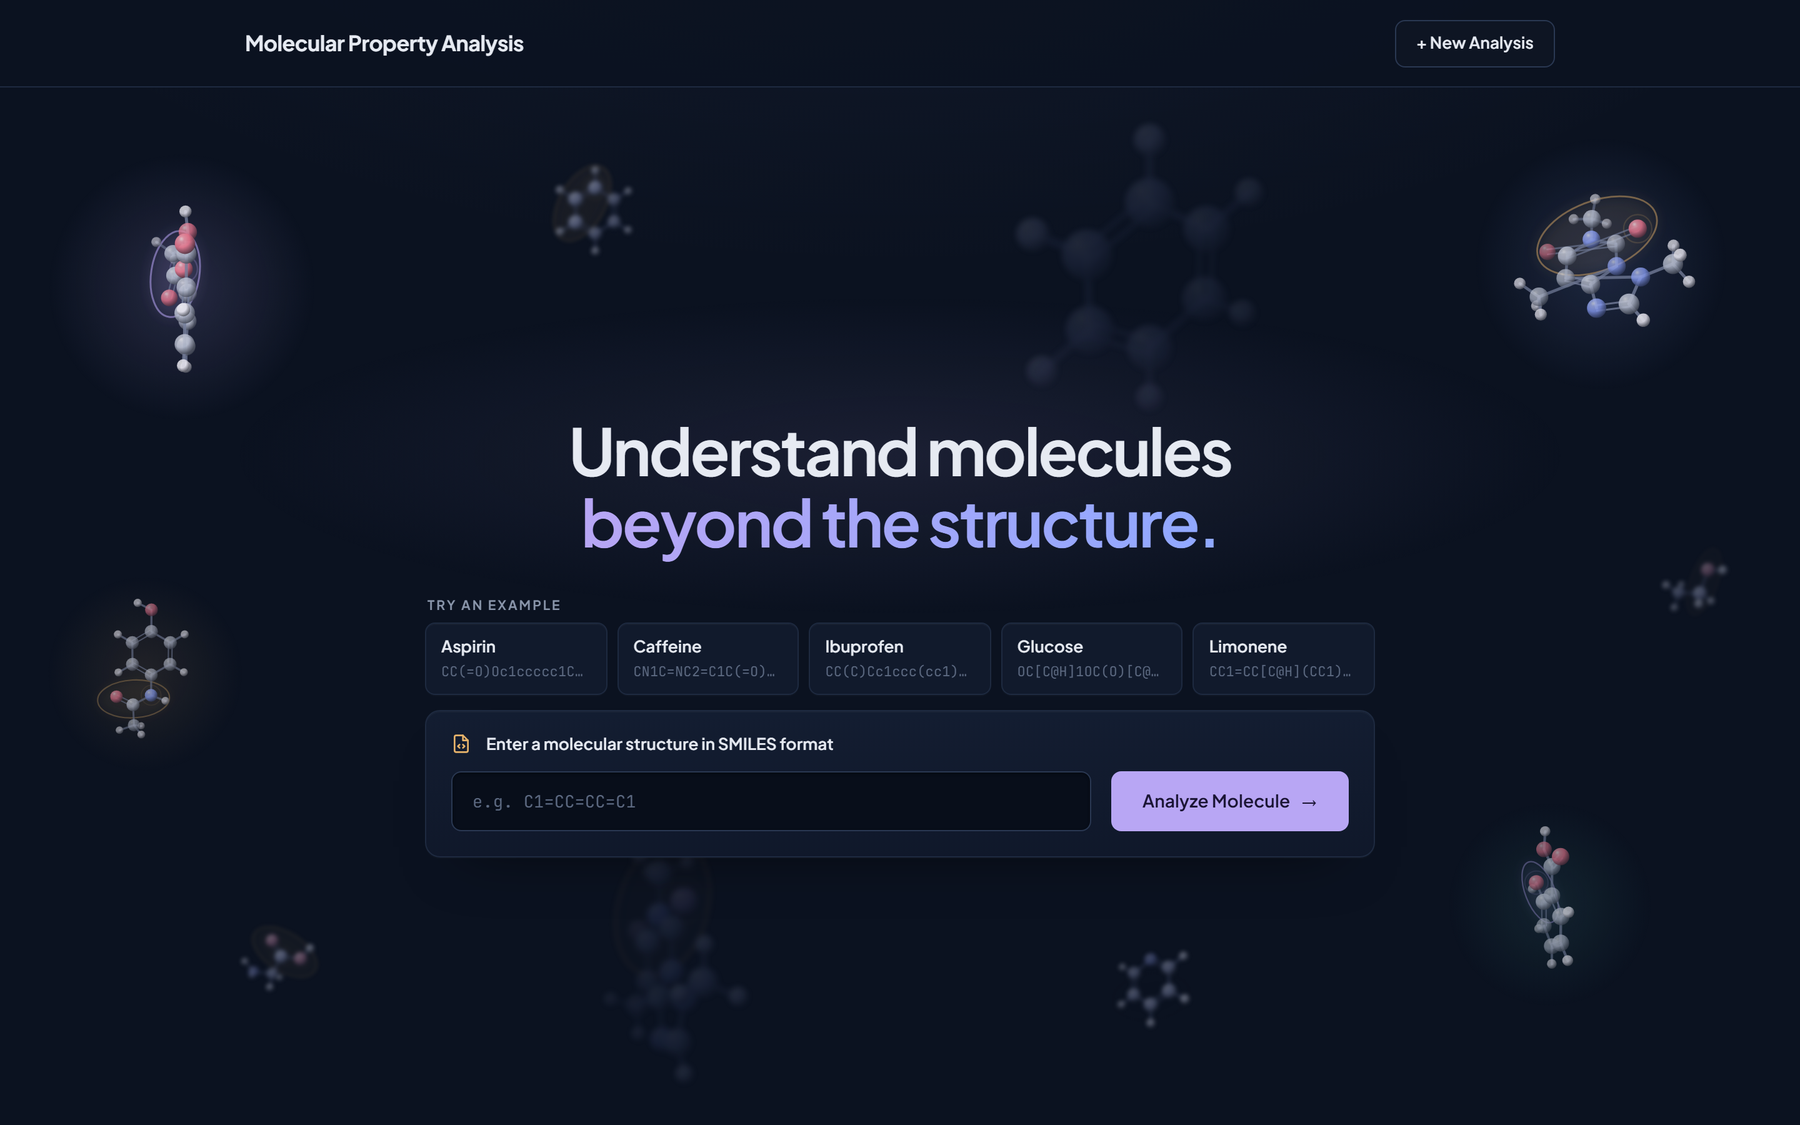 Molecular Property Analysis
+ New Analysis
Understand molecules
beyond the structure.
TRY AN EXAMPLE
Aspirin
CC(=O)Oc1ccccc1C…
Caffeine
CN1C=NC2=C1C(=O)…
Ibuprofen
CC(C)Cc1ccc(cc1)…
Glucose
OC[C@H]1OC(O)[C@…
Limonene
CC1=CC[C@H](CC1)…
Enter a molecular structure in SMILES format
e.g. C1=CC=CC=C1
Analyze Molecule →